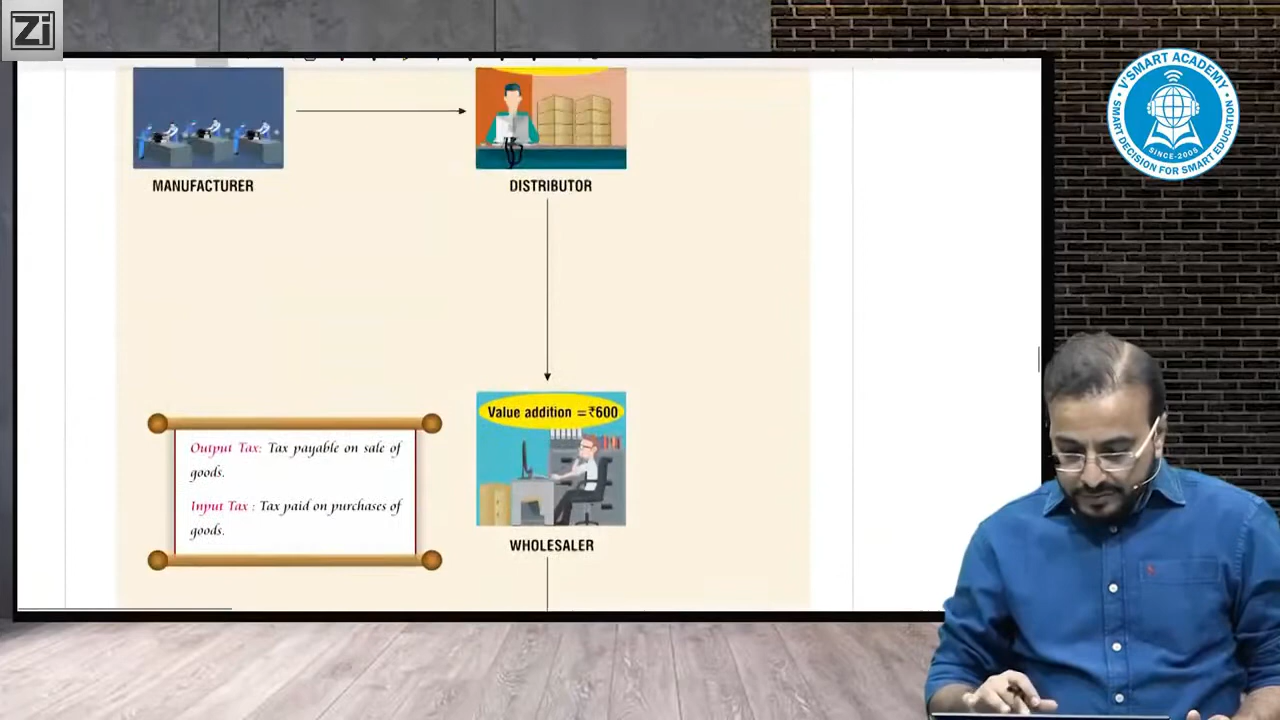 Zi
V'SMART ACADEMY
SINCE-2005
SMART DECISION FOR SMART EDUCATION
MANUFACTURER
DISTRIBUTOR
Value addition =₹600
Output Tax: Tax payable on sale of
goods.
Input Tax : Tax paid on purchases of
goods.
WHOLESALER